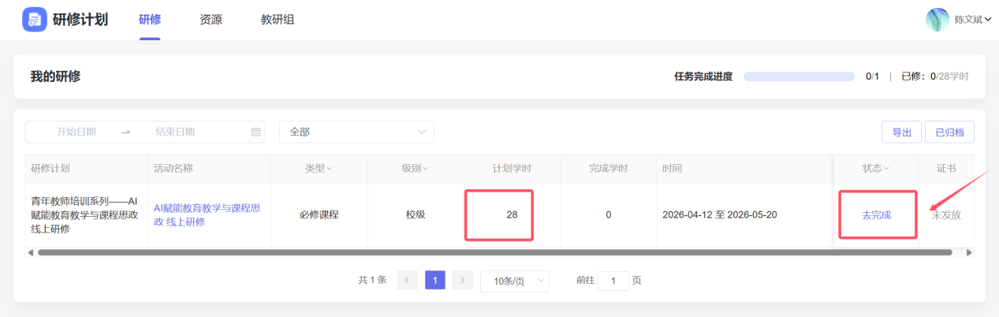 研修计划 研修 资源 教研组 陈文斌
我的研修 任务完成进度 0/1 | 已修：0/28学时
开始日期 → 结束日期 全部 导出 已归档
研修计划 活动名称 类型 级别 计划学时 完成学时 时间 状态 证书
青年教师培训系列——AI
赋能教育教学与课程思政
线上研修
AI赋能教育教学与课程思
政 线上研修
必修课程 校级 28 0 2026-04-12 至 2026-05-20 去完成 未发放
共 1 条 < 1 > 10条/页 前往 1 页